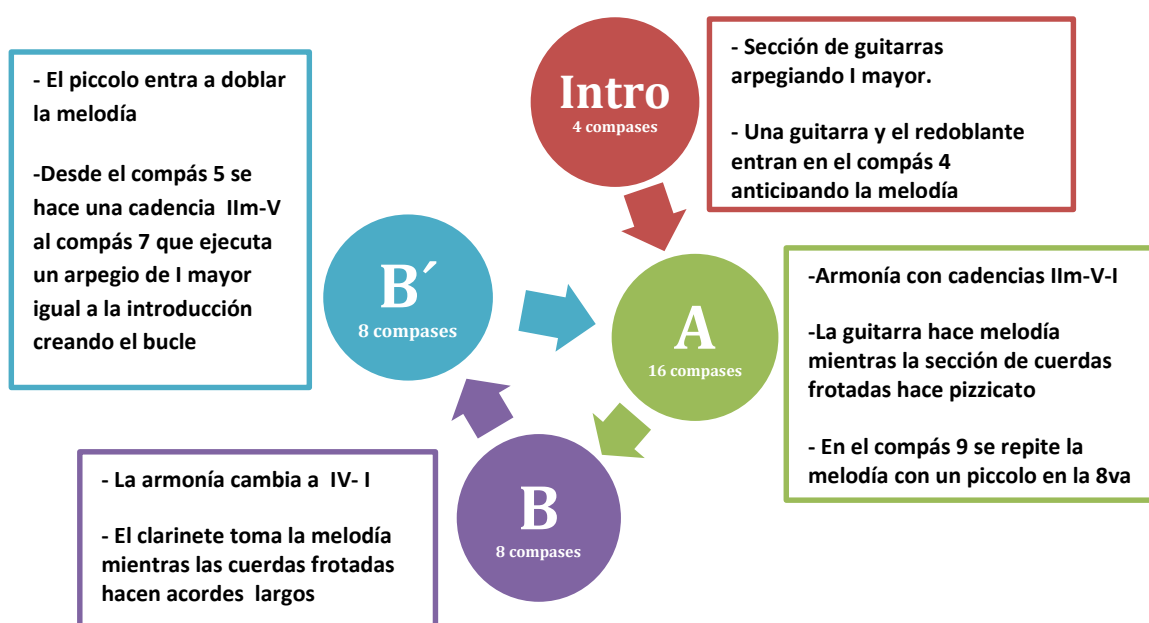 Intro
4 compases
- Sección de guitarras
arpegiando I mayor.
- Una guitarra y el redoblante
entran en el compás 4
anticipando la melodía
A
16 compases
-Armonía con cadencias IIm-V-I
-La guitarra hace melodía
mientras la sección de cuerdas
frotadas hace pizzicato
- En el compás 9 se repite la
melodía con un piccolo en la 8va
B
8 compases
- La armonía cambia a IV- I
- El clarinete toma la melodía
mientras las cuerdas frotadas
hacen acordes largos
B´
8 compases
- El piccolo entra a doblar
la melodía
-Desde el compás 5 se
hace una cadencia IIm-V
al compás 7 que ejecuta
un arpegio de I mayor
igual a la introducción
creando el bucle